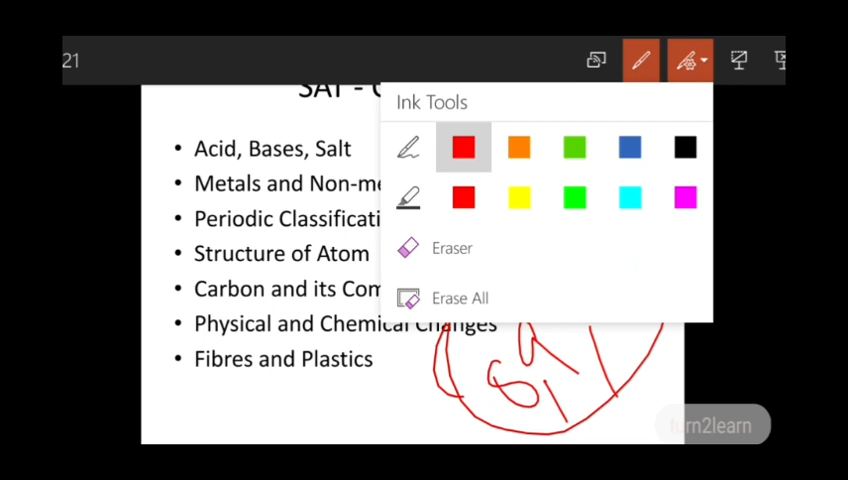 21
SAT -
Ink Tools
Acid, Bases, Salt
Metals and Non-me
Periodic Classificati
Structure of Atom
Eraser
Carbon and its Com
Erase All
Physical and Chemical Changes
Fibres and Plastics
turn2learn